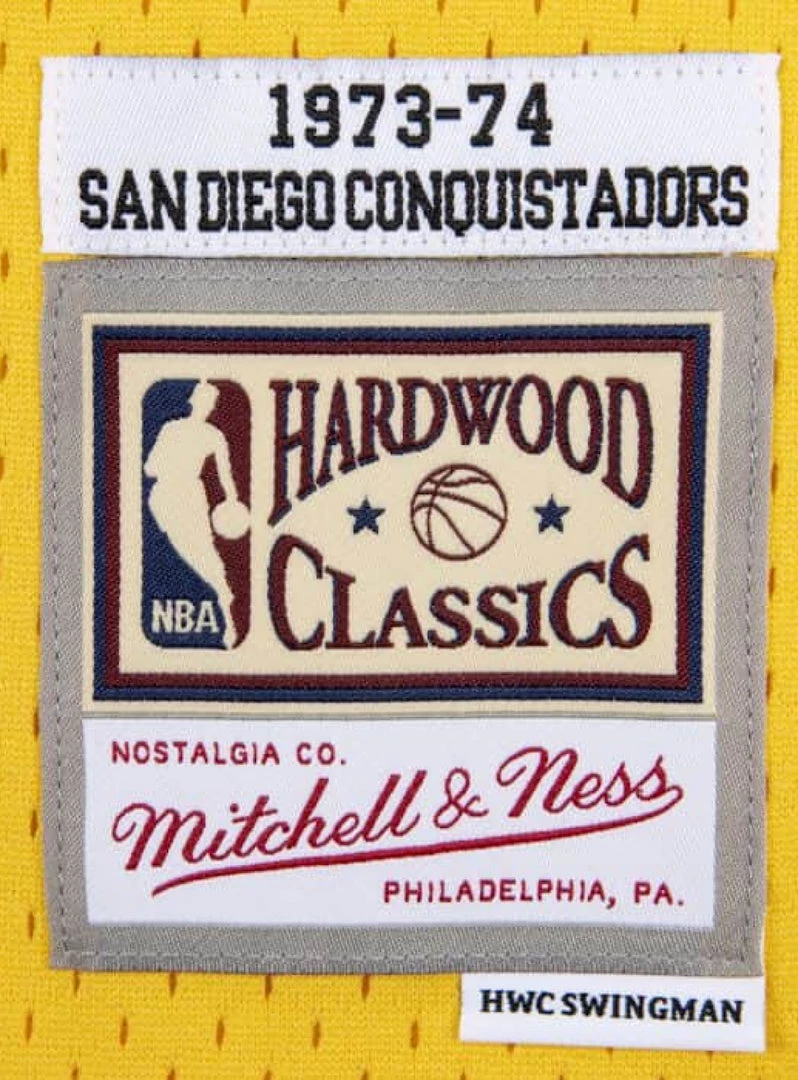 1973-74
SAN DIEGO CONQUISTADORS
HARDWOOD
CLASSICS
NBA
NOSTALGIA CO.
Mitchell & Ness
PHILADELPHIA, PA.
HWC SWINGMAN